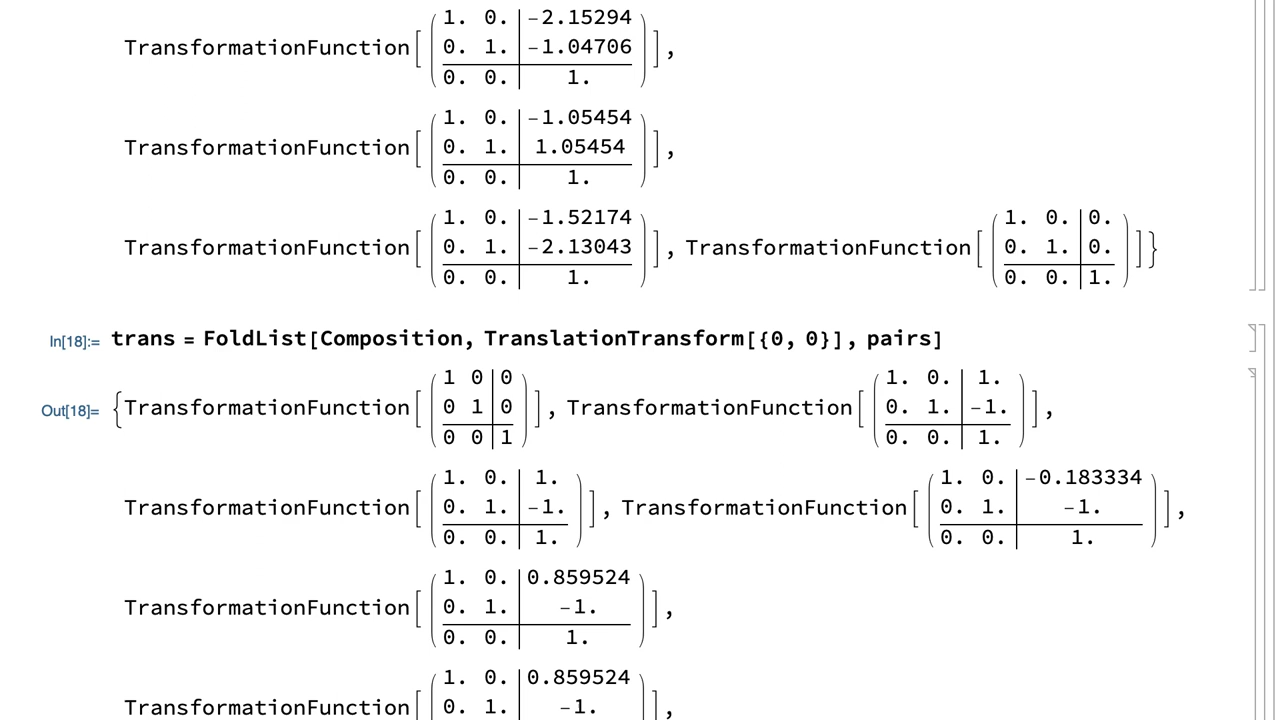 1. 0. -2.15294
TransformationFunction[ 0. 1. -1.04706 ],
0. 0. 1.
1. 0. -1.05454
TransformationFunction[ 0. 1. 1.05454 ],
0. 0. 1.
1. 0. -1.52174 1. 0. 0.
TransformationFunction[ 0. 1. -2.13043 ], TransformationFunction[ 0. 1. 0. ]}
0. 0. 1. 0. 0. 1.
In[18]:= trans = FoldList[Composition, TranslationTransform[{0, 0}], pairs]
1 0 0 1. 0. 1.
Out[18]= {TransformationFunction[ 0 1 0 ], TransformationFunction[ 0. 1. -1. ],
0 0 1 0. 0. 1.
1. 0. 1. 1. 0. -0.183334
TransformationFunction[ 0. 1. -1. ], TransformationFunction[ 0. 1. -1. ],
0. 0. 1. 0. 0. 1.
1. 0. 0.859524
TransformationFunction[ 0. 1. -1. ],
0. 0. 1.
1. 0. 0.859524
TransformationFunction[ 0. 1. -1. ],